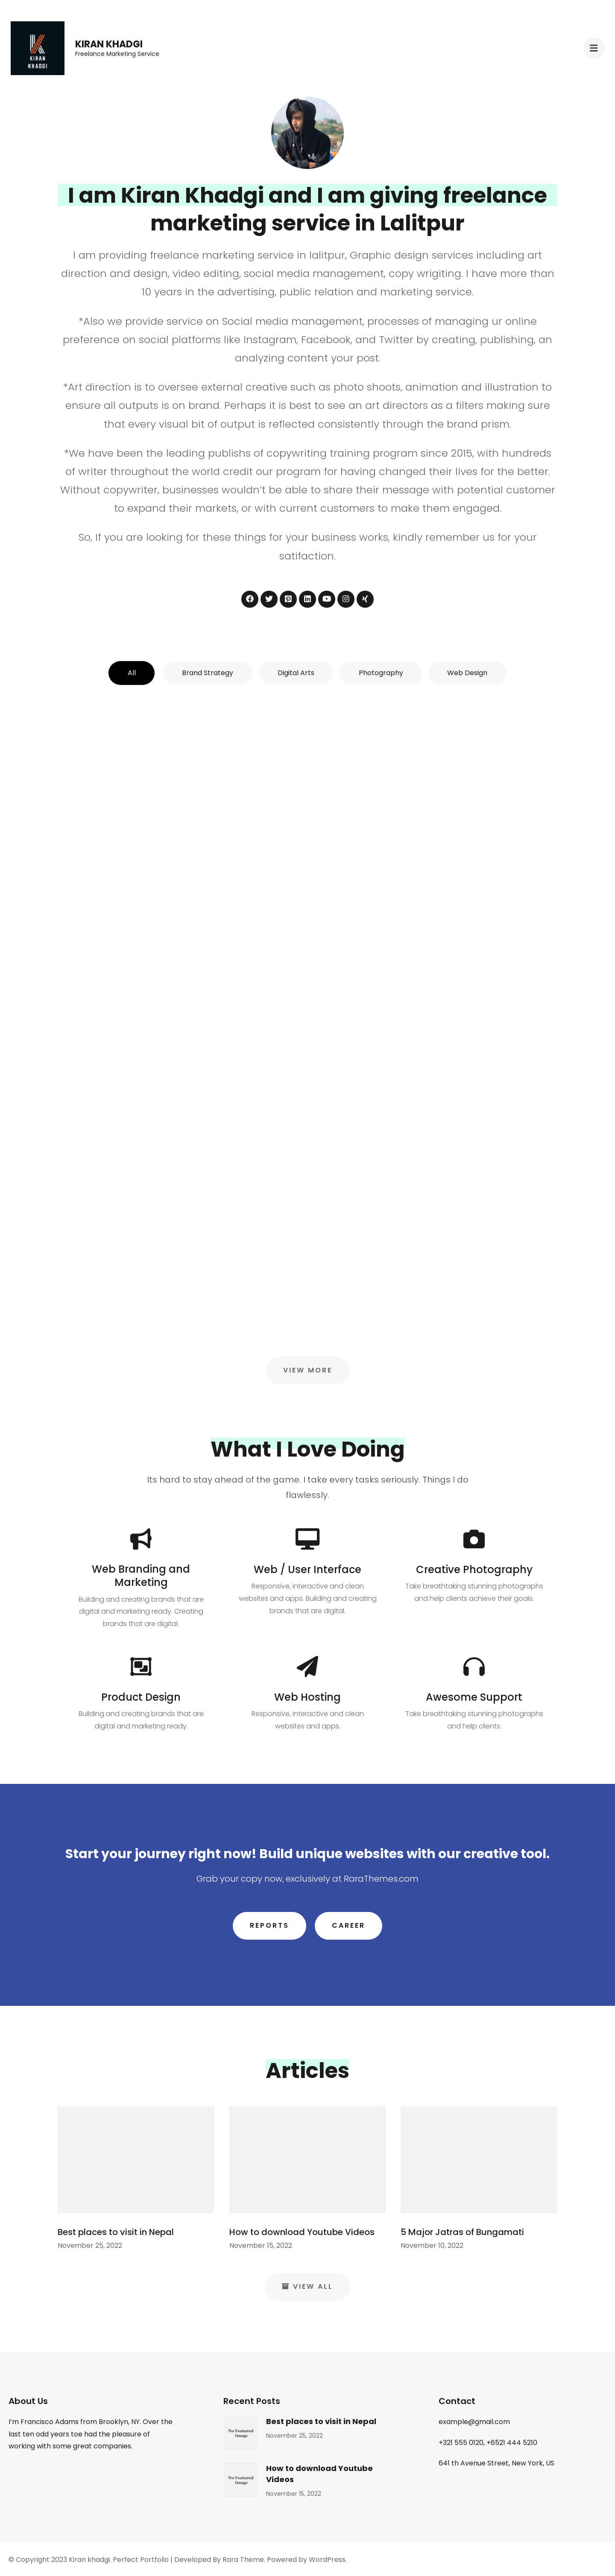 KIRAN
KHADGI
KIRAN KHADGI
Freelance Marketing Service
I am Kiran Khadgi and I am giving freelance
marketing service in Lalitpur
I am providing freelance marketing service in lalitpur, Graphic design services including art
direction and design, video editing, social media management, copy wrigiting. I have more than
10 years in the advertising, public relation and marketing service.
*Also we provide service on Social media management, processes of managing ur online
preference on social platforms like Instagram, Facebook, and Twitter by creating, publishing, an
analyzing content your post.
*Art direction is to oversee external creative such as photo shoots, animation and illustration to
ensure all outputs is on brand. Perhaps it is best to see an art directors as a filters making sure
that every visual bit of output is reflected consistently through the brand prism.
*We have been the leading publishs of copywriting training program since 2015, with hundreds
of writer throughout the world credit our program for having changed their lives for the better.
Without copywriter, businesses wouldn't be able to share their message with potential customer
to expand their markets, or with current customers to make them engaged.
So, If you are looking for these things for your business works, kindly remember us for your
satifaction.
All
Brand Strategy
Digital Arts
Photography
Web Design
VIEW MORE
What I Love Doing
Its hard to stay ahead of the game. I take every tasks seriously. Things I do
flawlessly.
Web Branding and
Marketing
Building and creating brands that are
digital and marketing ready. Creating
brands that are digital.
Web / User Interface
Responsive, interactive and clean
websites and apps. Building and creating
brands that are digital.
Creative Photography
Take breathtaking stunning photographs
and help clients achieve their goals.
Product Design
Building and creating brands that are
digital and marketing ready.
Web Hosting
Responsive, interactive and clean
websites and apps.
Awesome Support
Take breathtaking stunning photographs
and help clients.
Start your journey right now! Build unique websites with our creative tool.
Grab your copy now, exclusively at RaraThemes.com
REPORTS
CAREER
Articles
Best places to visit in Nepal
November 25, 2022
How to download Youtube Videos
November 15, 2022
5 Major Jatras of Bungamati
November 10, 2022
VIEW ALL
About Us
I'm Francisco Adams from Brooklyn, NY. Over the
last ten odd years toe had the pleasure of
working with some great companies.
Recent Posts
No Featured
Image
Best places to visit in Nepal
November 25, 2022
No Featured
Image
How to download Youtube
Videos
November 15, 2022
Contact
example@gmail.com
+321 555 0120, +6521 444 5210
641 th Avenue Street, New York, US
© Copyright 2023 Kiran khadgi. Perfect Portfolio | Developed By Rara Theme. Powered by WordPress.